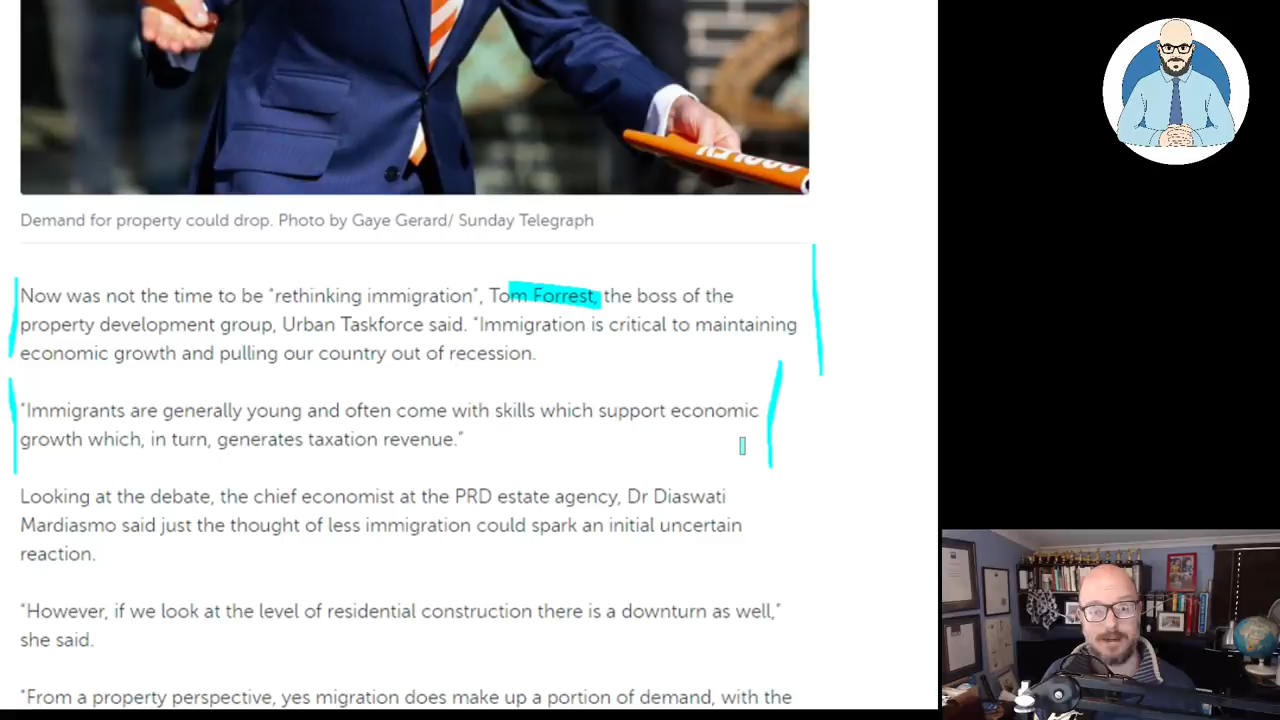 COOLEY
Demand for property could drop. Photo by Gaye Gerard/ Sunday Telegraph
Now was not the time to be “rethinking immigration”, Tom Forrest, the boss of the
property development group, Urban Taskforce said. “Immigration is critical to maintaining
economic growth and pulling our country out of recession.
“Immigrants are generally young and often come with skills which support economic
growth which, in turn, generates taxation revenue.”
Looking at the debate, the chief economist at the PRD estate agency, Dr Diaswati
Mardiasmo said just the thought of less immigration could spark an initial uncertain
reaction.
“However, if we look at the level of residential construction there is a downturn as well,”
she said.
“From a property perspective, yes migration does make up a portion of demand, with the